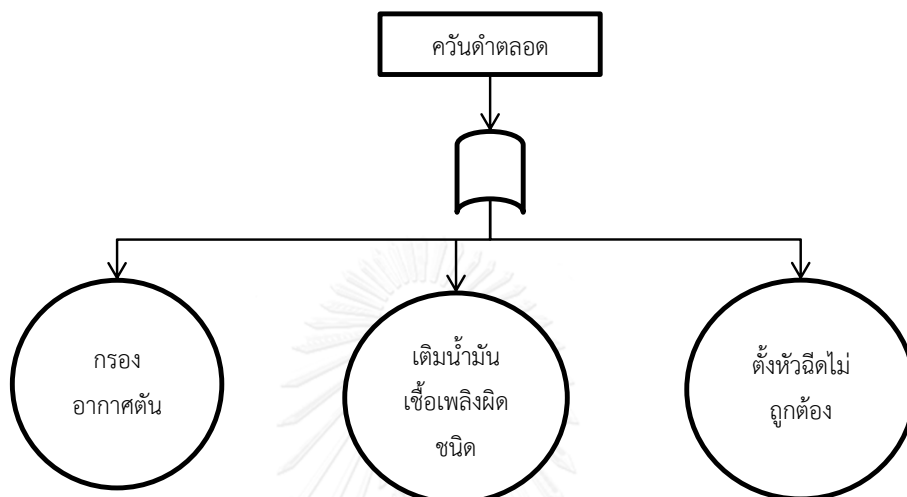 ควันดำตลอด
กรอง
อากาศตัน
เติมน้ำมัน
เชื้อเพลิงผิด
ชนิด
ตั้งหัวฉีดไม่
ถูกต้อง